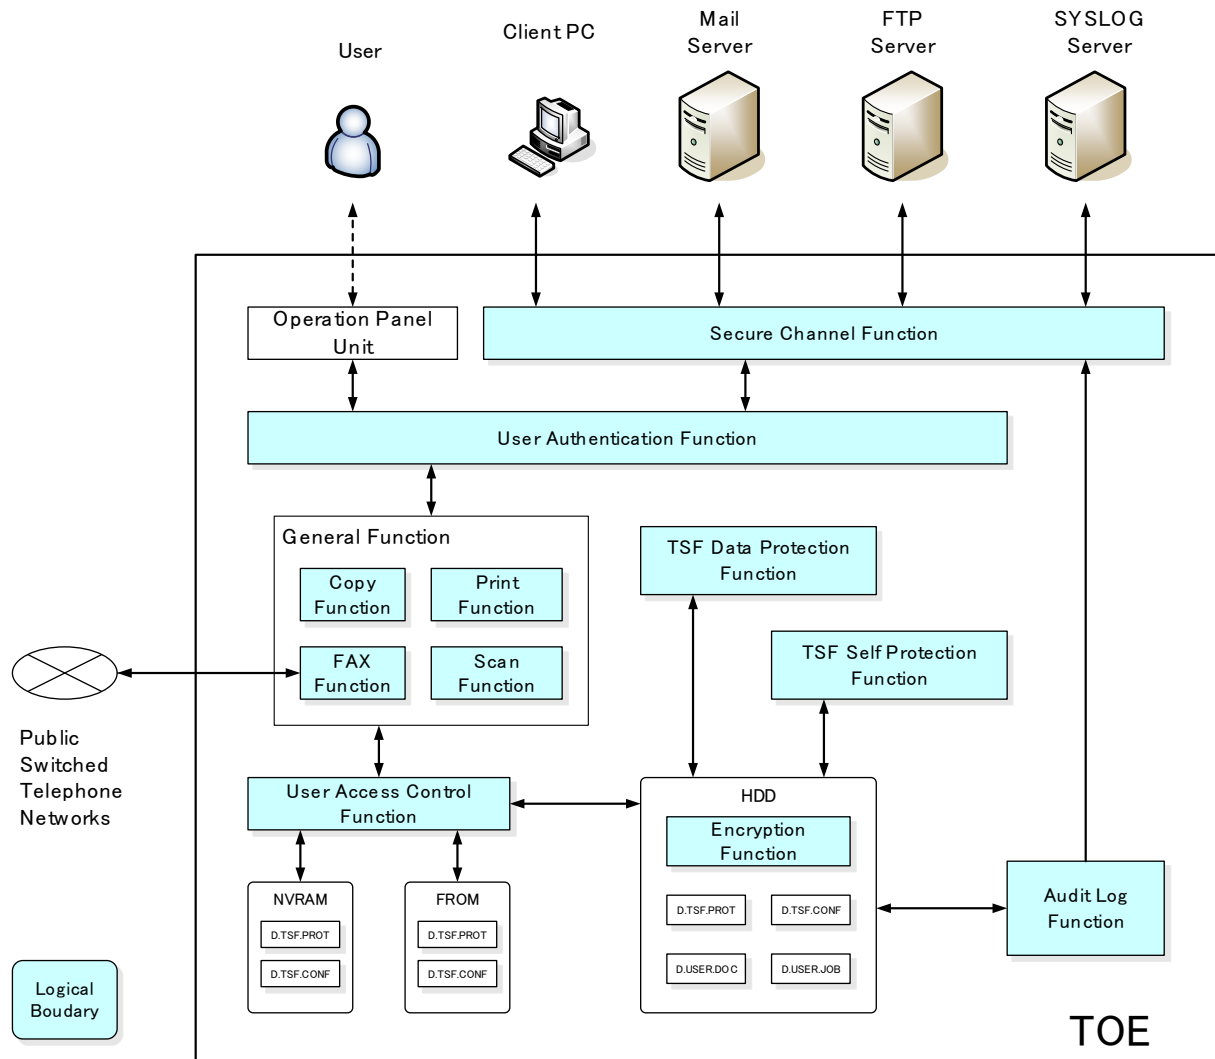 User
Client PC
Mail
Server
FTP
Server
SYSLOG
Server
Operation Panel
Unit
Secure Channel Function
User Authentication Function
General Function
Copy
Function
Print
Function
FAX
Function
Scan
Function
TSF Data Protection
Function
TSF Self Protection
Function
Public
Switched
Telephone
Networks
User Access Control
Function
HDD
Encryption
Function
D.TSF.PROT
D.TSF.CONF
D.USER.DOC
D.USER.JOB
NVRAM
D.TSF.PROT
D.TSF.CONF
FROM
D.TSF.PROT
D.TSF.CONF
Audit Log
Function
Logical
Boudary
TOE